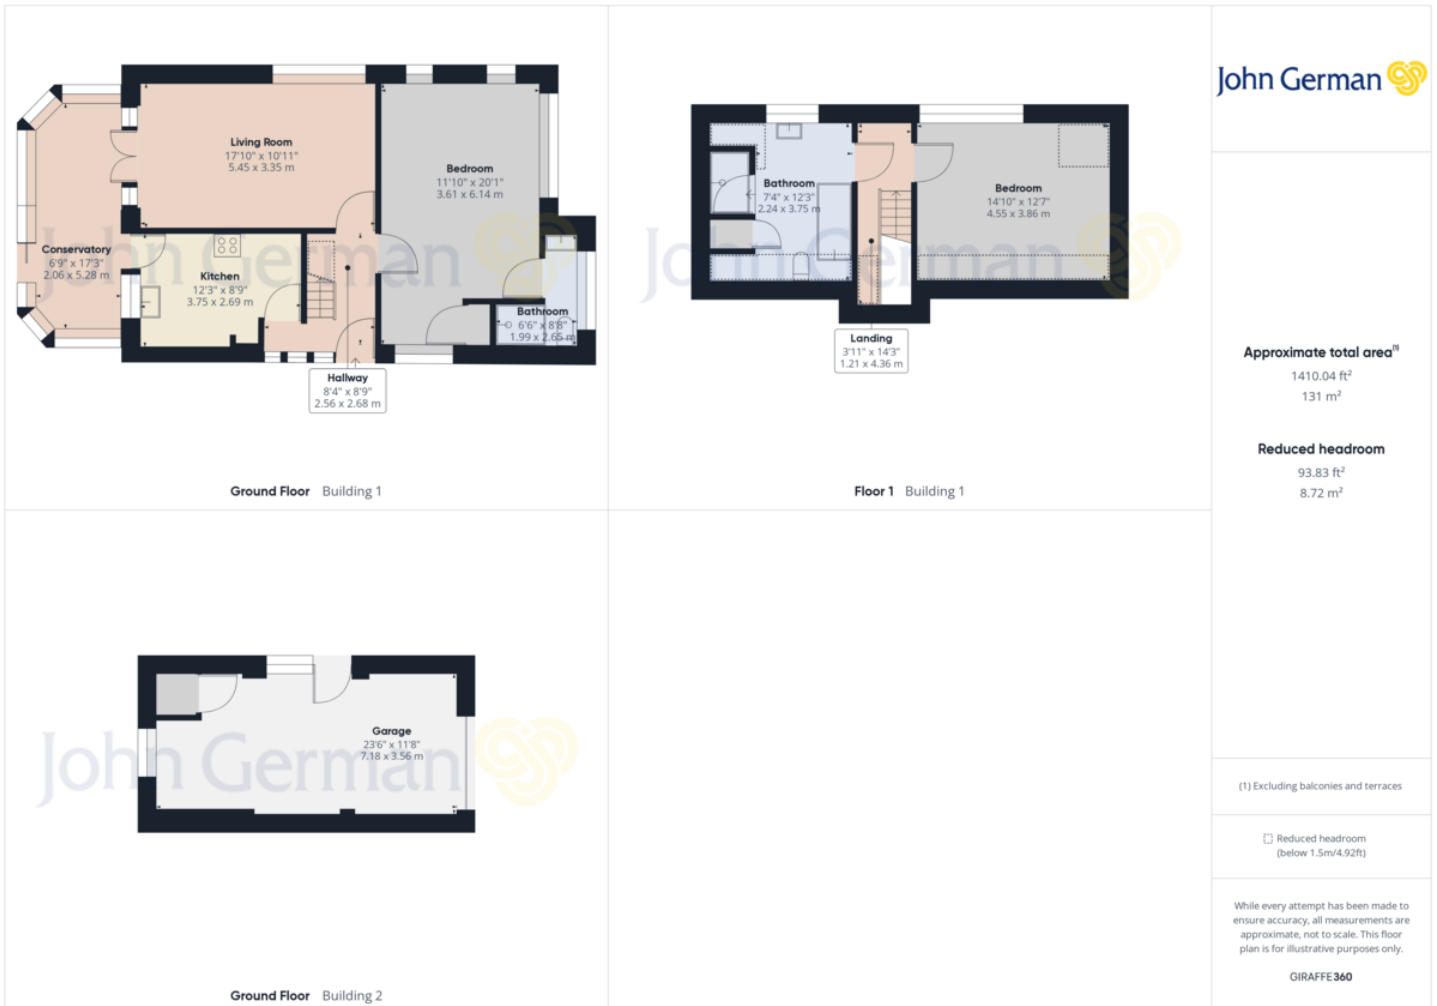 John German
Living Room
17'10" x 10'11"
5.45 x 3.35 m
Bedroom
11'10" x 20'1"
3.61 x 6.14 m
Conservatory
6'9" x 17'3"
2.06 x 5.28 m
Kitchen
12'3" x 8'9"
3.75 x 2.69 m
Bathroom
6'6" x 8'8"
1.99 x 2.65 m
Hallway
8'4" x 8'9"
2.56 x 2.68 m
John German
Ground Floor Building 1
Bathroom
7'4" x 12'3"
2.24 x 3.75 m
Bedroom
14'10" x 12'7"
4.55 x 3.86 m
Landing
3'11" x 14'3"
1.21 x 4.36 m
John German
Floor 1 Building 1
Garage
23'6" x 11'8"
7.18 x 3.56 m
John German
Ground Floor Building 2
Approximate total area(1)
1410.04 ft²
131 m²
Reduced headroom
93.83 ft²
8.72 m²
(1) Excluding balconies and terraces
Reduced headroom
(below 1.5m/4.92ft)
While every attempt has been made to
ensure accuracy, all measurements are
approximate, not to scale. This floor
plan is for illustrative purposes only.
GIRAFFE360